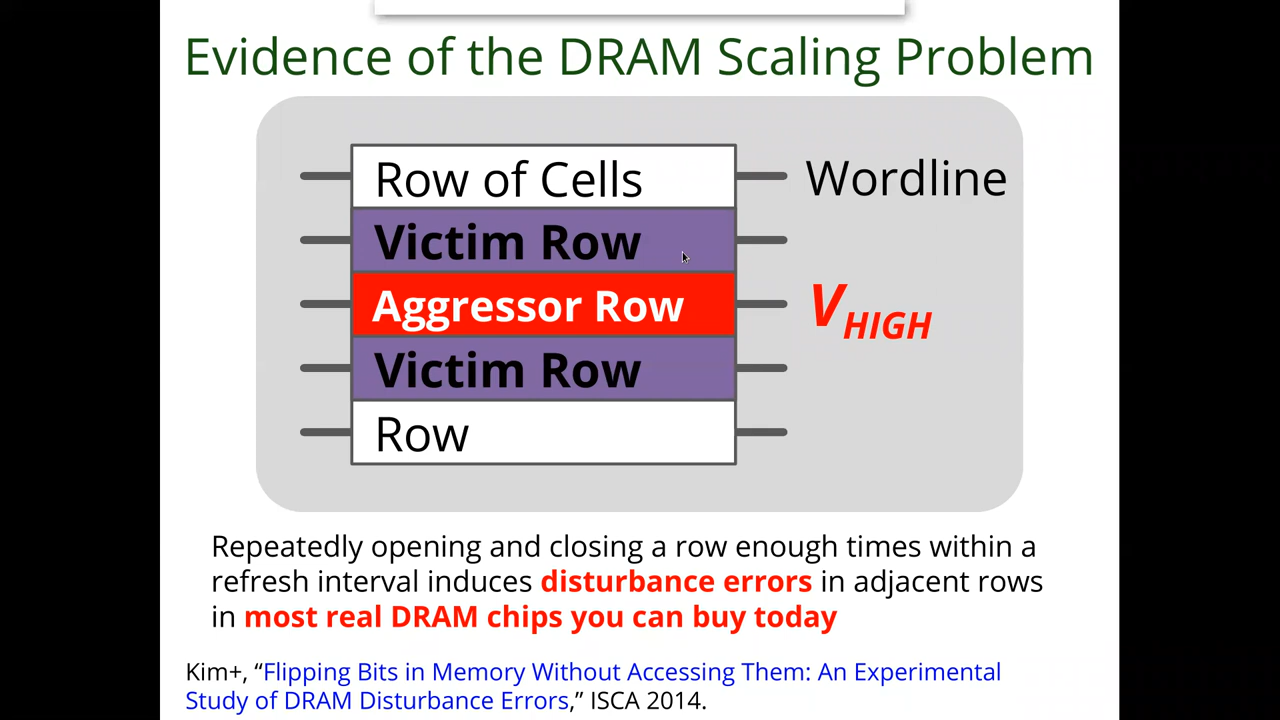 Evidence of the DRAM Scaling Problem
Row of Cells
Wordline
Victim Row
Aggressor Row
VHIGH
Victim Row
Row
Repeatedly opening and closing a row enough times within a
refresh interval induces disturbance errors in adjacent rows
in most real DRAM chips you can buy today
Kim+, “Flipping Bits in Memory Without Accessing Them: An Experimental
Study of DRAM Disturbance Errors,” ISCA 2014.